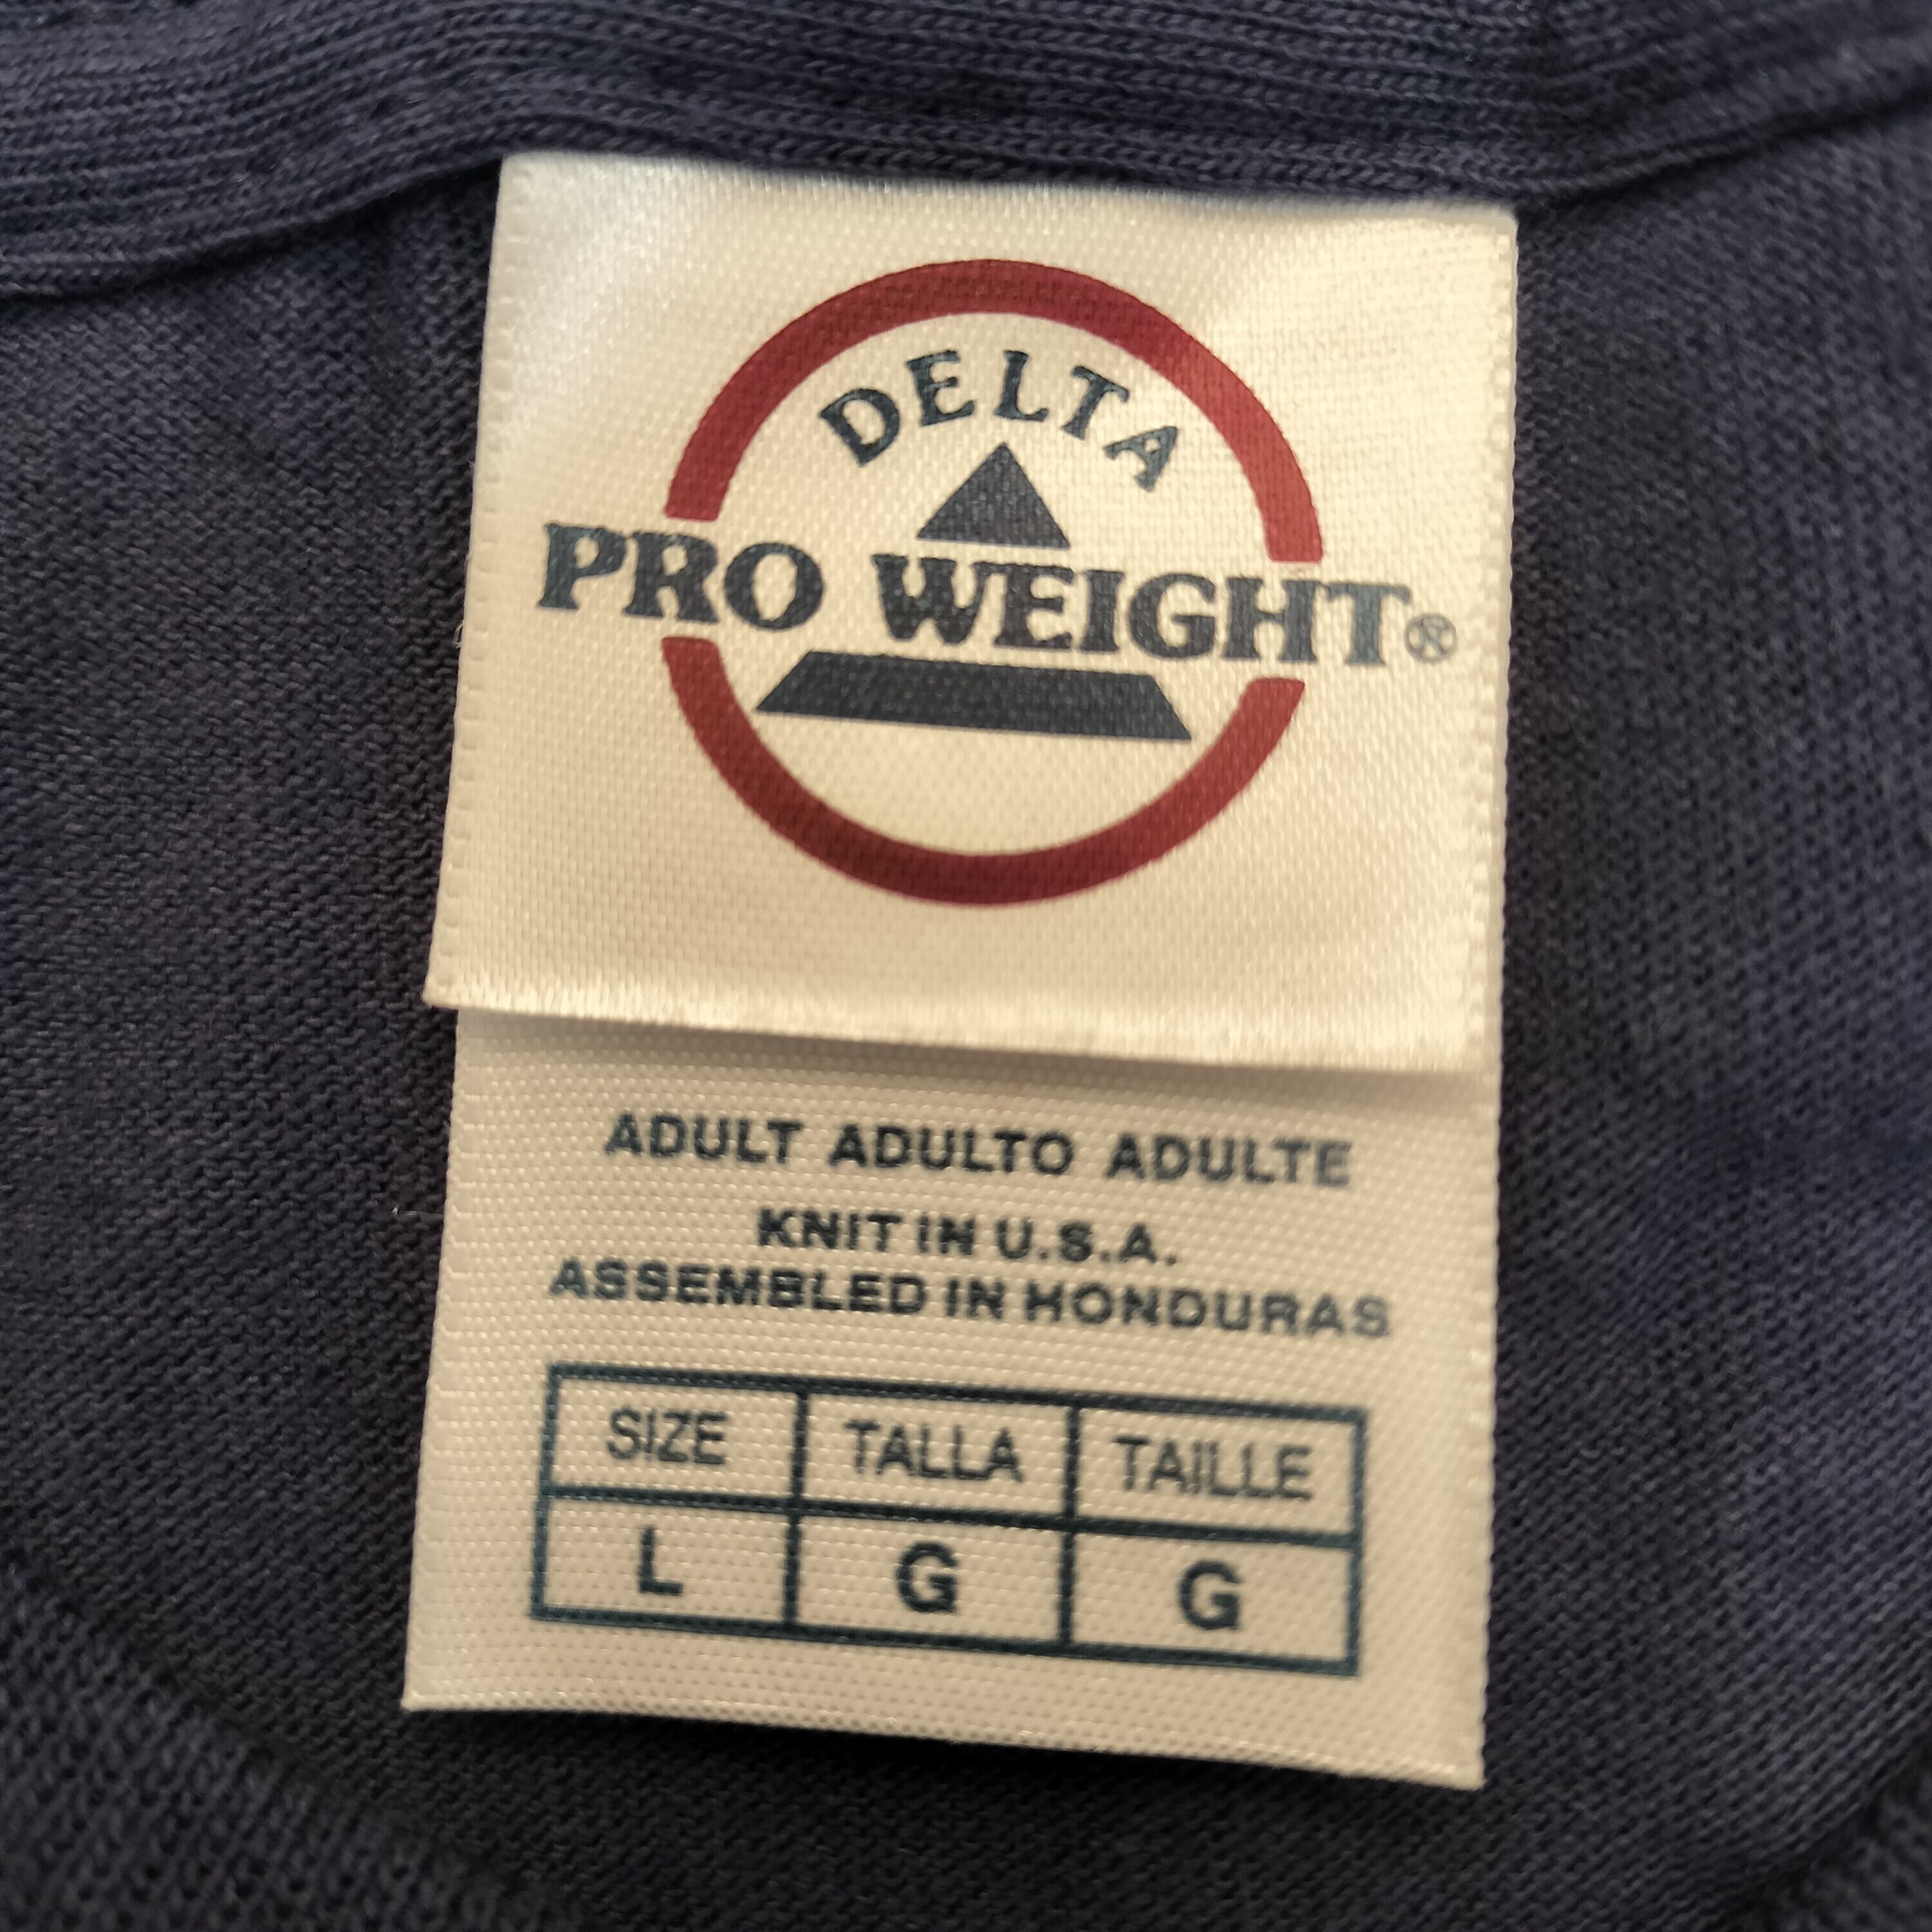 DELTA
PRO WEIGHT®
ADULT ADULTO ADULTE
KNIT IN U.S.A.
ASSEMBLED IN HONDURAS
SIZE TALLA TAILLE
L G G